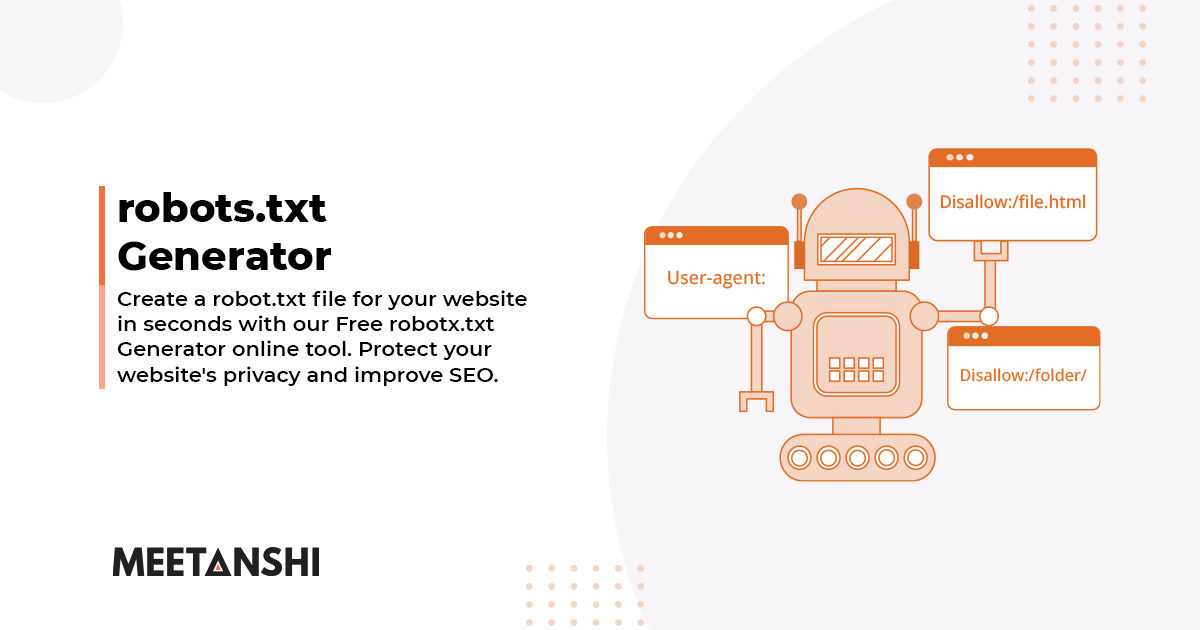 robots.txt
Generator
Create a robot.txt file for your website
in seconds with our Free robotx.txt
Generator online tool. Protect your
website's privacy and improve SEO.
User-agent:
Disallow:/file.html
Disallow:/folder/
MEETANSHI